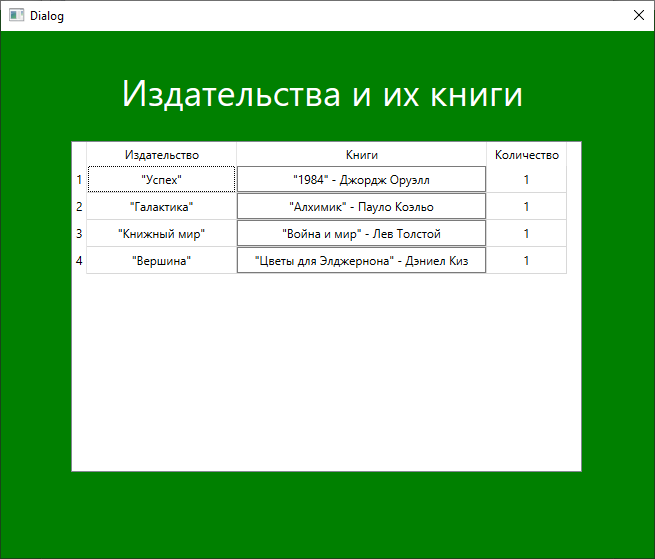 Dialog
Издательства и их книги
Издательство Книги Количество
1 "Успех" "1984" - Джордж Оруэлл 1
2 "Галактика" "Алхимик" - Пауло Коэльо 1
3 "Книжный мир" "Война и мир" - Лев Толстой 1
4 "Вершина" "Цветы для Элджернона" - Дэниел Киз 1